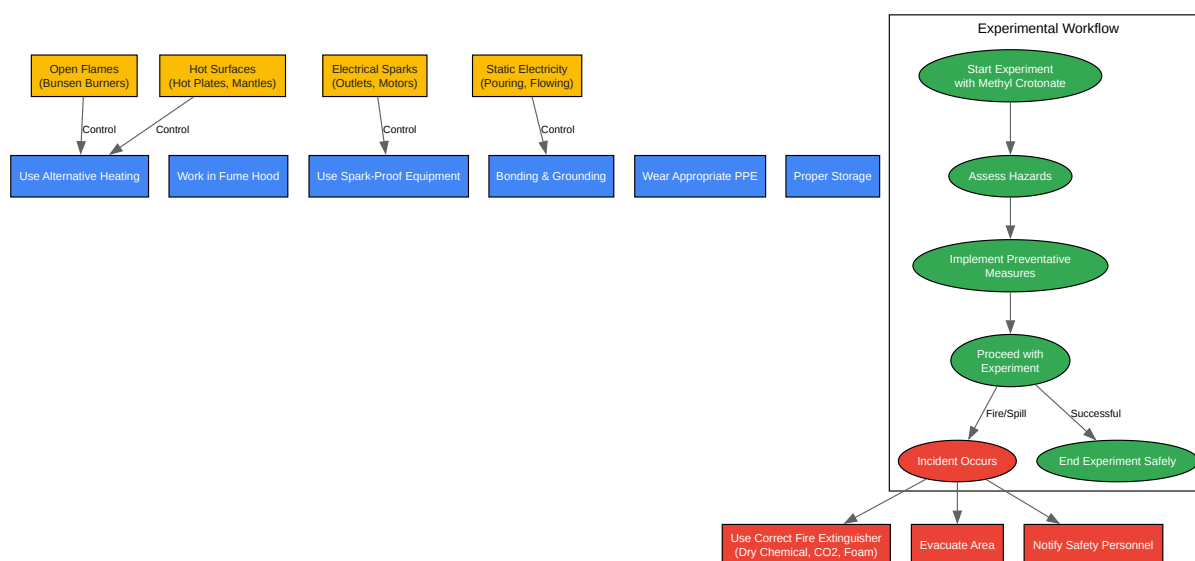 Experimental Workflow
Open Flames
(Bunsen Burners)
Hot Surfaces
(Hot Plates, Mantles)
Electrical Sparks
(Outlets, Motors)
Static Electricity
(Pouring, Flowing)
Start Experiment
with Methyl Crotonate
Control
Control
Control
Control
Use Alternative Heating
Work in Fume Hood
Use Spark-Proof Equipment
Bonding & Grounding
Wear Appropriate PPE
Proper Storage
Assess Hazards
Implement Preventative
Measures
Proceed with
Experiment
Fire/Spill
Successful
Incident Occurs
End Experiment Safely
Use Correct Fire Extinguisher
(Dry Chemical, CO2, Foam)
Evacuate Area
Notify Safety Personnel